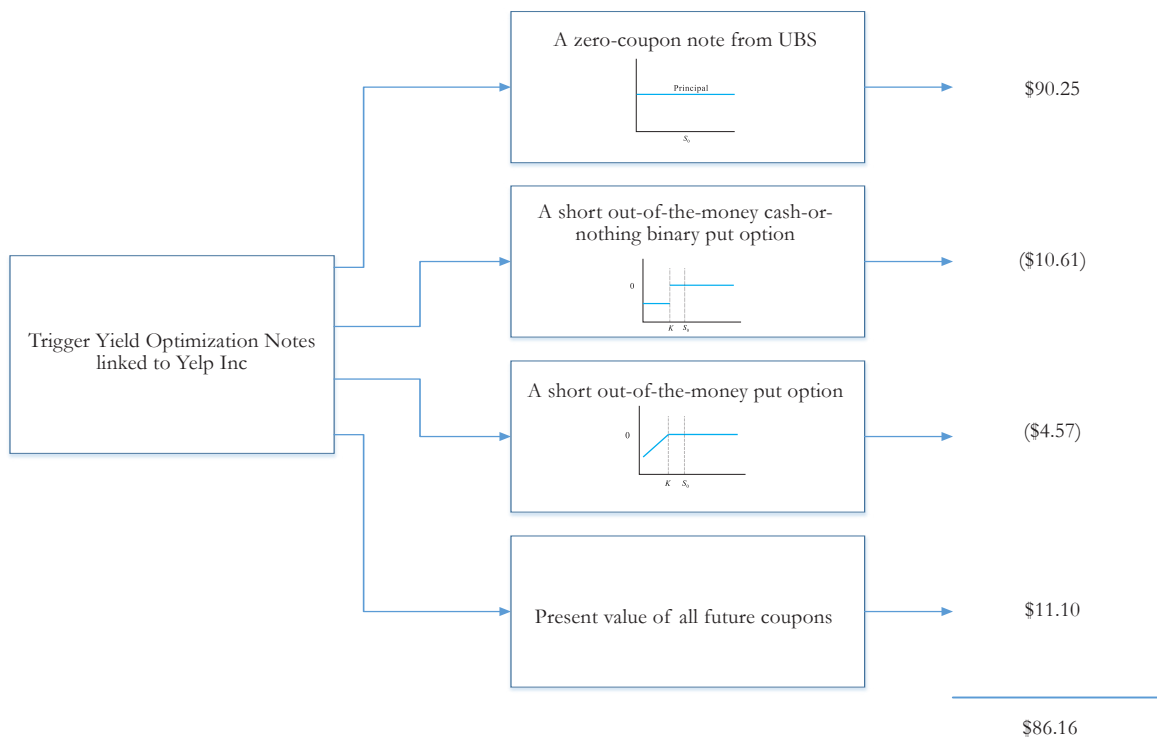 A zero-coupon note from UBS
Principal
S₀
$90.25
A short out-of-the-money cash-or-
nothing binary put option
0
K S₀
($10.61)
Trigger Yield Optimization Notes
linked to Yelp Inc
A short out-of-the-money put option
0
K S₀
($4.57)
Present value of all future coupons
$11.10
$86.16